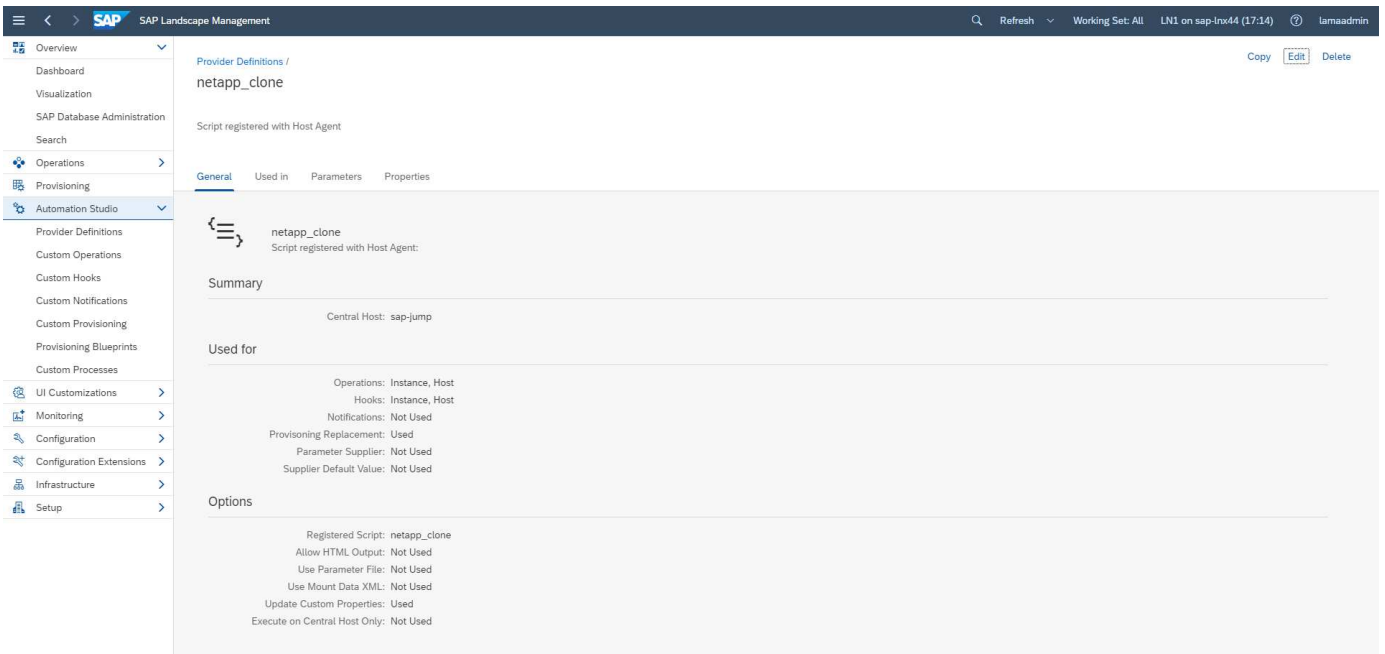 SAP SAP Landscape Management Refresh Working Set: All LN1 on sap-lnx44 (17:14) lamaadmin
Overview
Dashboard
Visualization
SAP Database Administration
Search
Operations
Provisioning
Automation Studio
Provider Definitions
Custom Operations
Custom Hooks
Custom Notifications
Custom Provisioning
Provisioning Blueprints
Custom Processes
UI Customizations
Monitoring
Configuration
Configuration Extensions
Infrastructure
Setup
Provider Definitions /
Copy Edit Delete
netapp_clone
Script registered with Host Agent
General Used in Parameters Properties
netapp_clone
Script registered with Host Agent:
Summary
Central Host: sap-jump
Used for
Operations: Instance, Host
Hooks: Instance, Host
Notifications: Not Used
Provisoning Replacement: Used
Parameter Supplier: Not Used
Supplier Default Value: Not Used
Options
Registered Script: netapp_clone
Allow HTML Output: Not Used
Use Parameter File: Not Used
Use Mount Data XML: Not Used
Update Custom Properties: Used
Execute on Central Host Only: Not Used